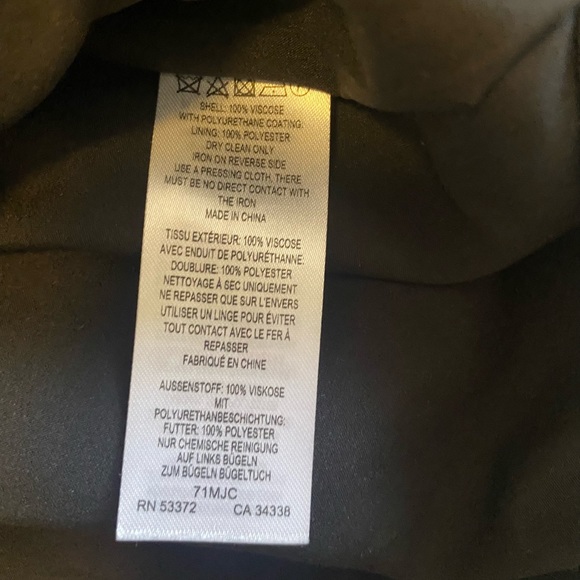 SHELL: 100% VISCOSE
WITH POLYURETHANE COATING.
LINING: 100% POLYESTER
DRY CLEAN ONLY
IRON ON REVERSE SIDE
USE A PRESSING CLOTH, THERE
MUST BE NO DIRECT CONTACT WITH
THE IRON
MADE IN CHINA
TISSU EXTÉRIEUR: 100% VISCOSE
AVEC ENDUIT DE POLYURÉTHANNE.
DOUBLURE: 100% POLYESTER
NETTOYAGE À SEC UNIQUEMENT
NE REPASSER QUE SUR L'ENVERS
UTILISER UN LINGE POUR ÉVITER
TOUT CONTACT AVEC LE FER À
REPASSER
FABRIQUÉ EN CHINE
AUSSENSTOFF: 100% VISKOSE
MIT
POLYURETHANBESCHICHTUNG:
FUTTER: 100% POLYESTER
NUR CHEMISCHE REINIGUNG
AUF LINKS BÜGELN
ZUM BÜGELN BÜGELTUCH
71MJC
RN 53372 CA 34338